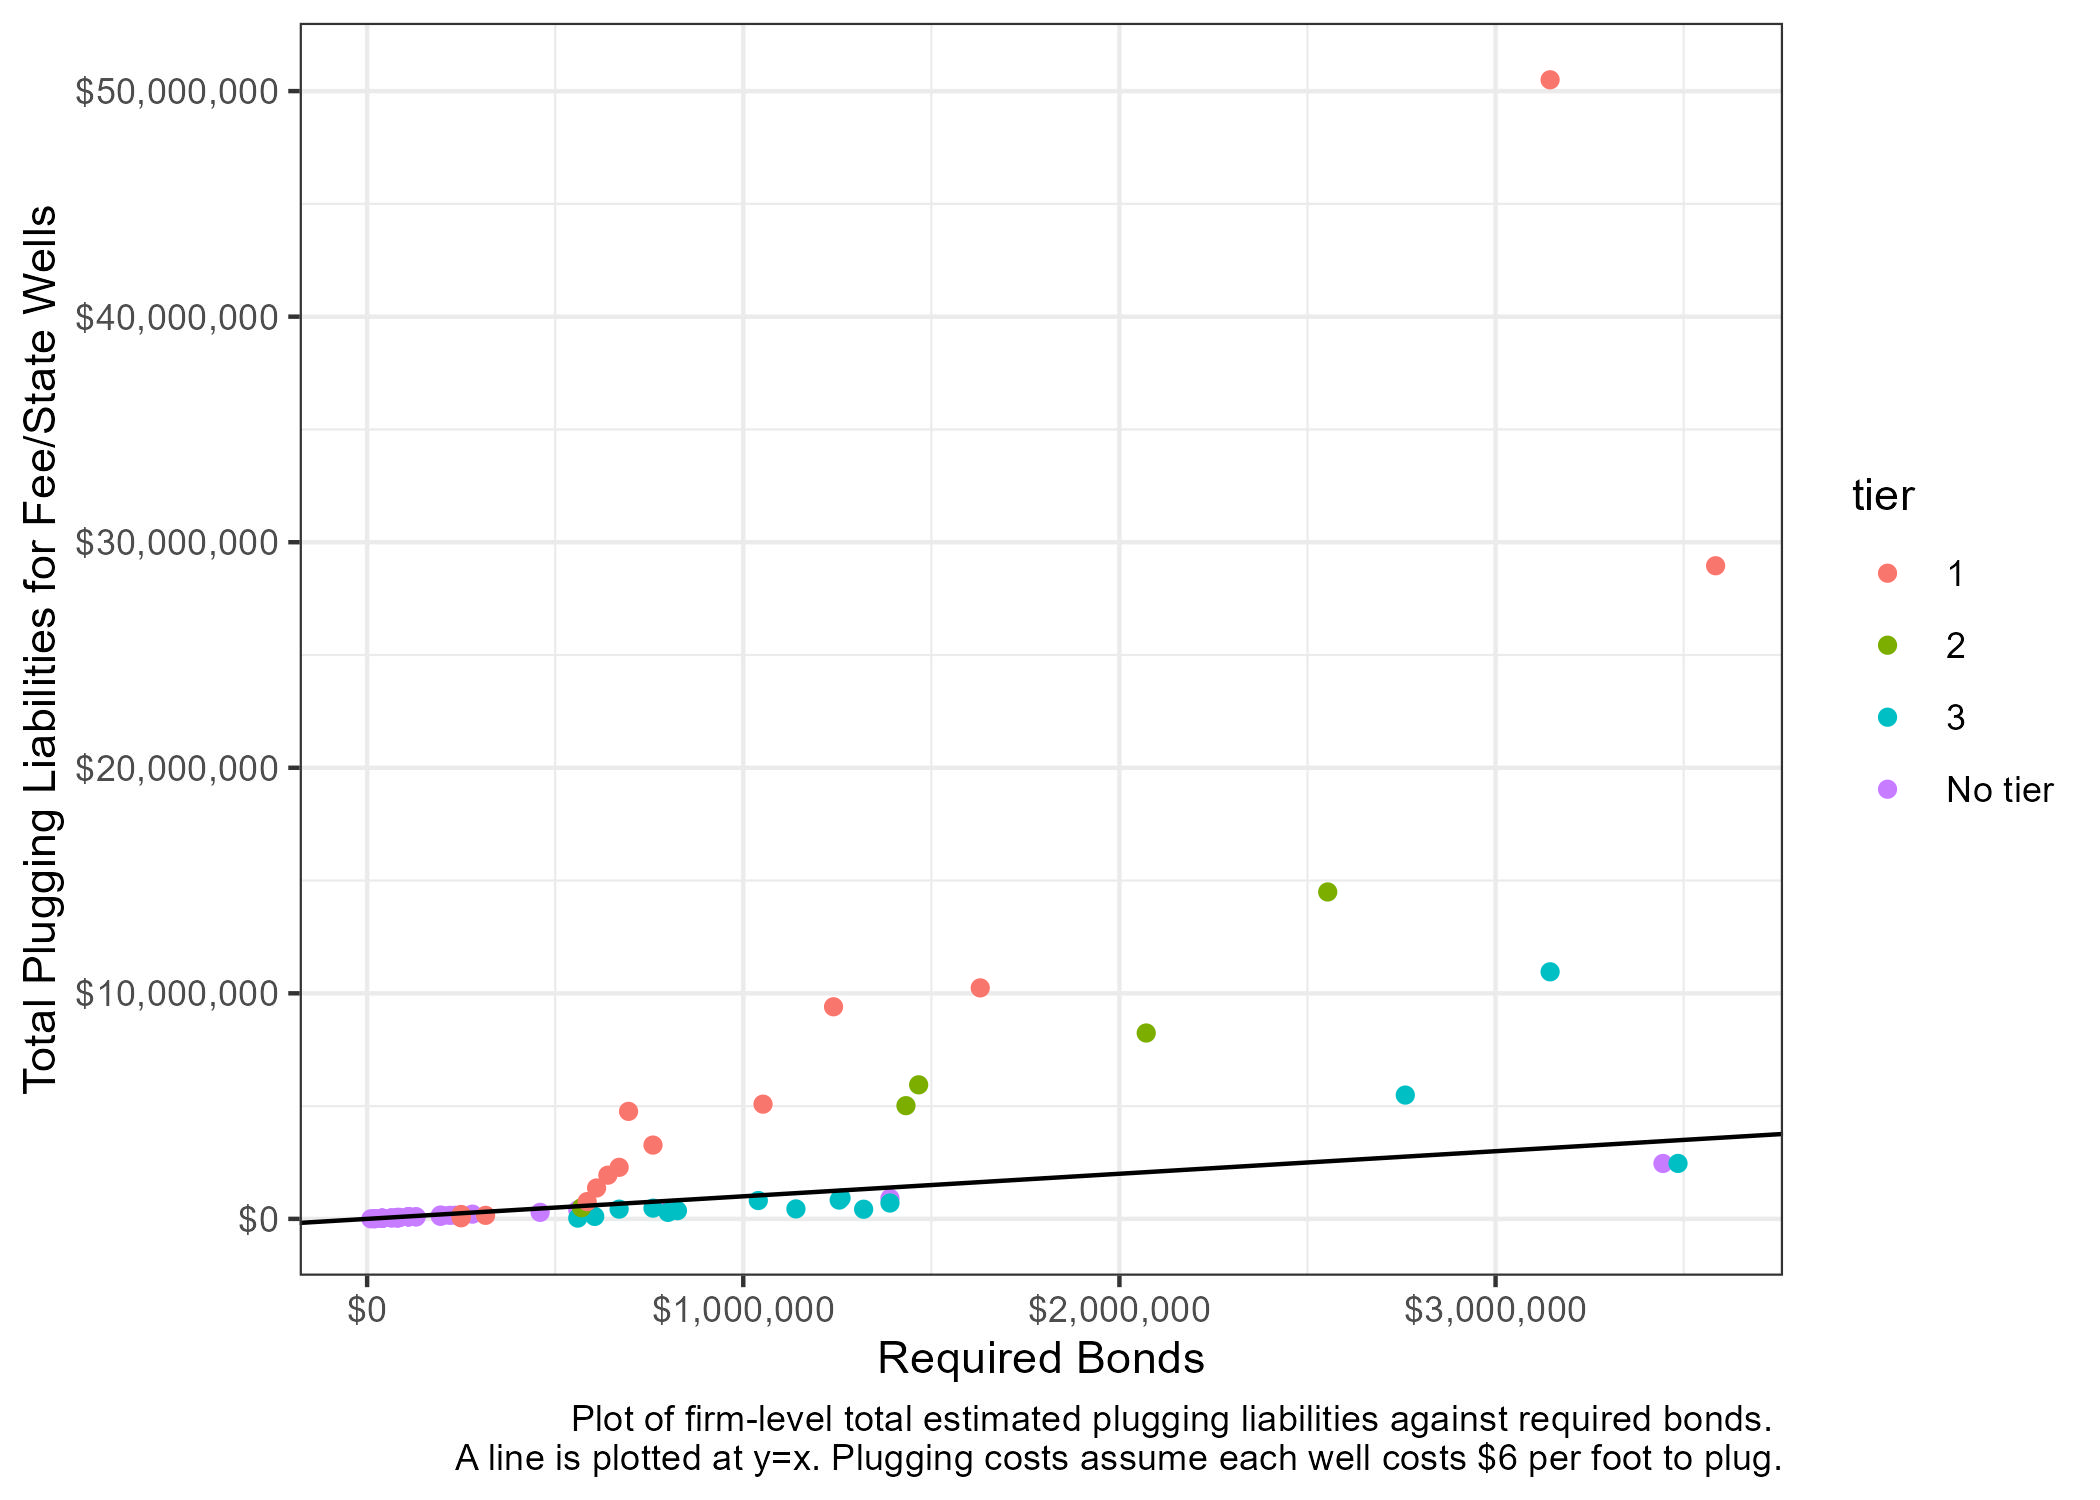 Total Plugging Liabilities for Fee/State Wells
$50,000,000
$40,000,000
$30,000,000
$20,000,000
$10,000,000
$0
$0
$1,000,000
$2,000,000
$3,000,000
Required Bonds
tier
1
2
3
No tier
Plot of firm-level total estimated plugging liabilities against required bonds.
A line is plotted at y=x. Plugging costs assume each well costs $6 per foot to plug.